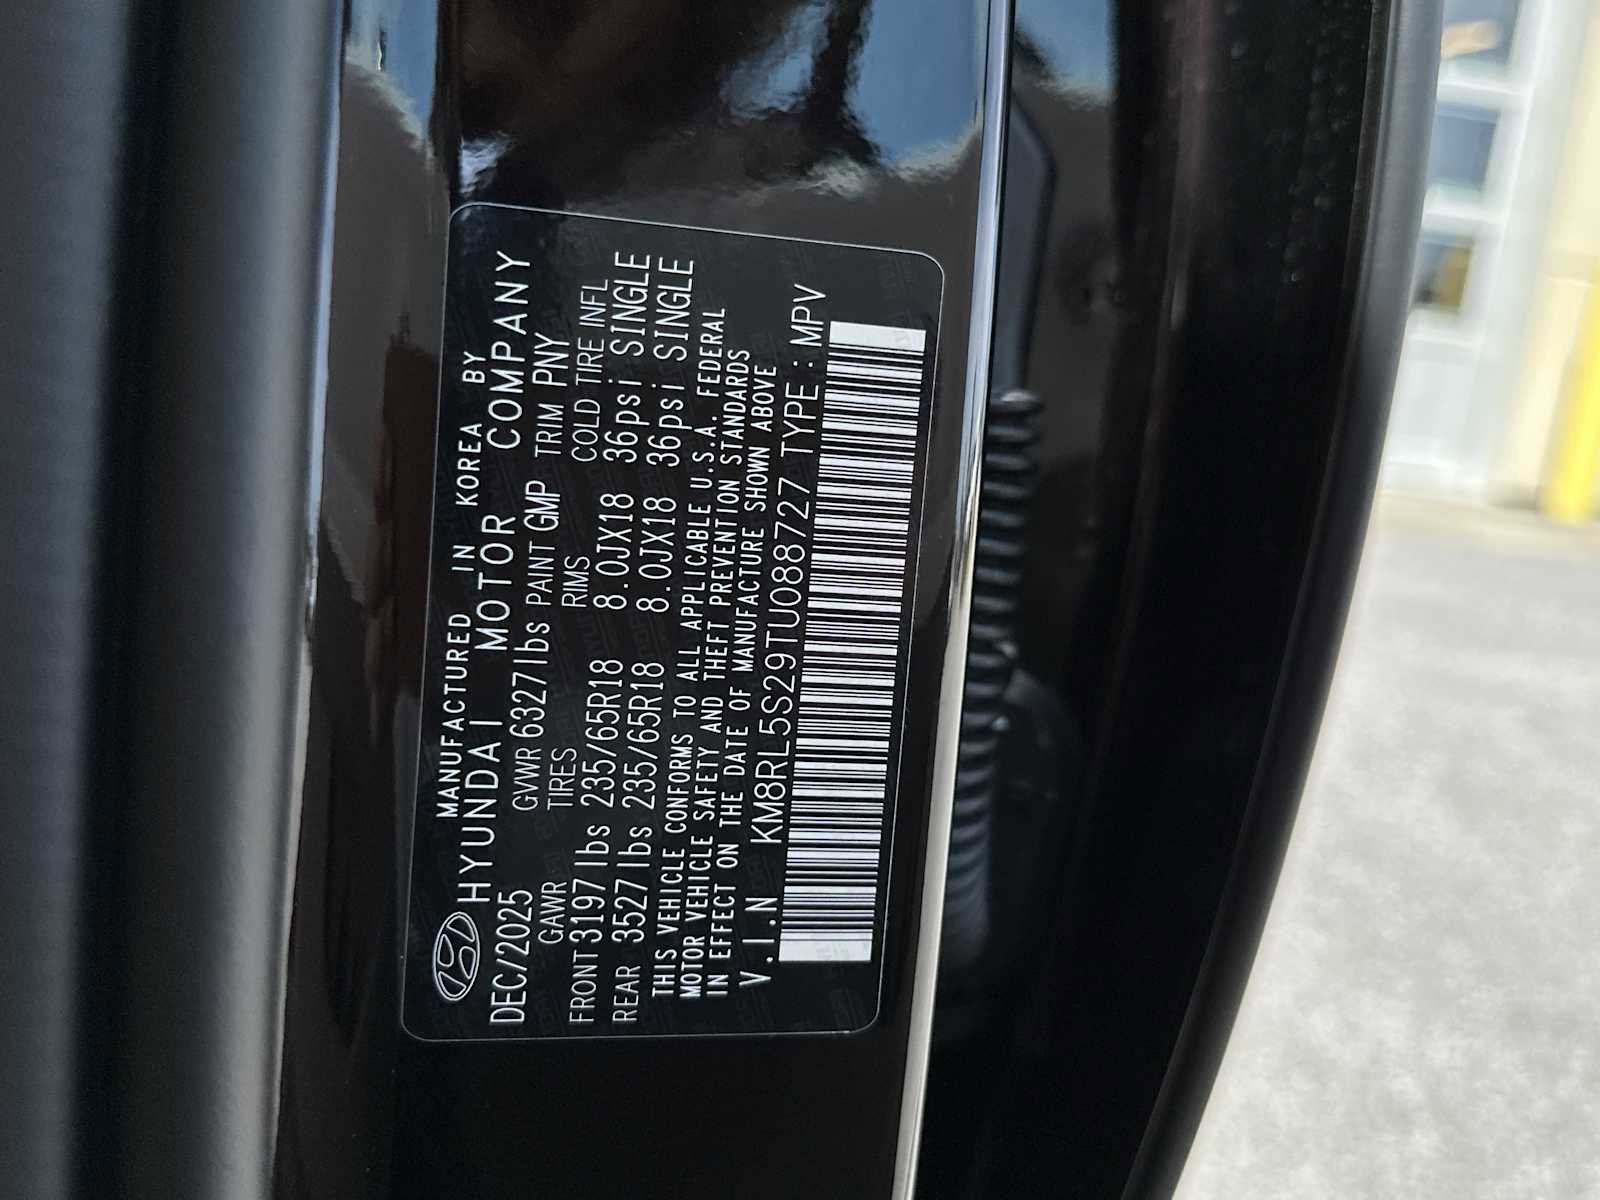 MANUFACTURED IN KOREA BY
HYUNDAI MOTOR COMPANY
DEC/2025 GVWR 6327lbs PAINT GMP TRIM PNY
GAWR TIRES RIMS COLD TIRE INFL
FRONT 3197lbs 235/65R18 8.0JX18 36psi SINGLE
REAR 3527lbs 235/65R18 8.0JX18 36psi SINGLE
THIS VEHICLE CONFORMS TO ALL APPLICABLE U.S.A. FEDERAL
MOTOR VEHICLE SAFETY AND THEFT PREVENTION STANDARDS
IN EFFECT ON THE DATE OF MANUFACTURE SHOWN ABOVE
V.I.N KM8RL5S29TU088727 TYPE : MPV